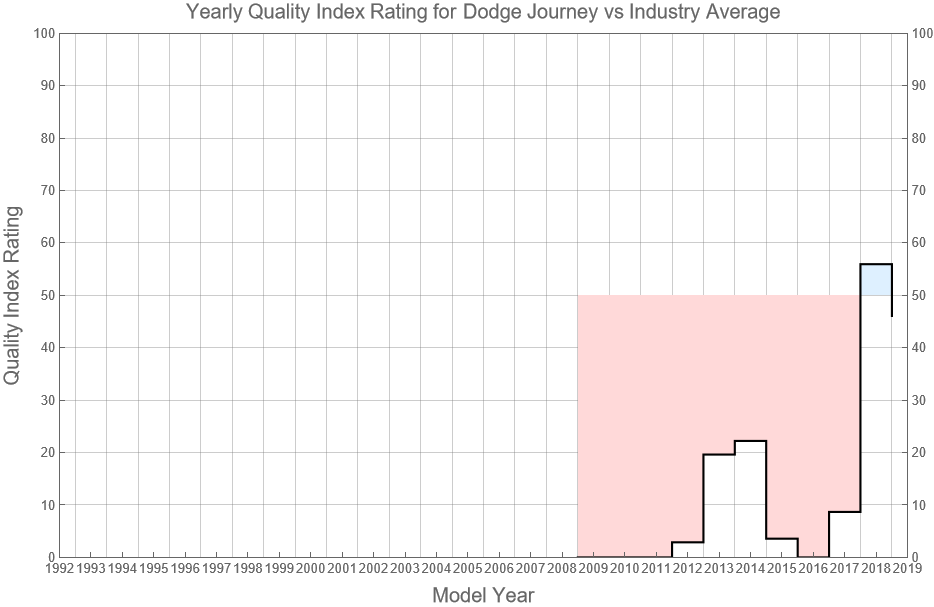 Yearly Quality Index Rating for Dodge Journey vs Industry Average
100 100
90 90
80 80
70 70
60 60
50 50
40 40
30 30
20 20
10 10
0 0
1992 1993 1994 1995 1996 1997 1998 1999 2000 2001 2002 2003 2004 2005 2006 2007 2008 2009 2010 2011 2012 2013 2014 2015 2016 2017 2018 2019
Model Year
Quality Index Rating